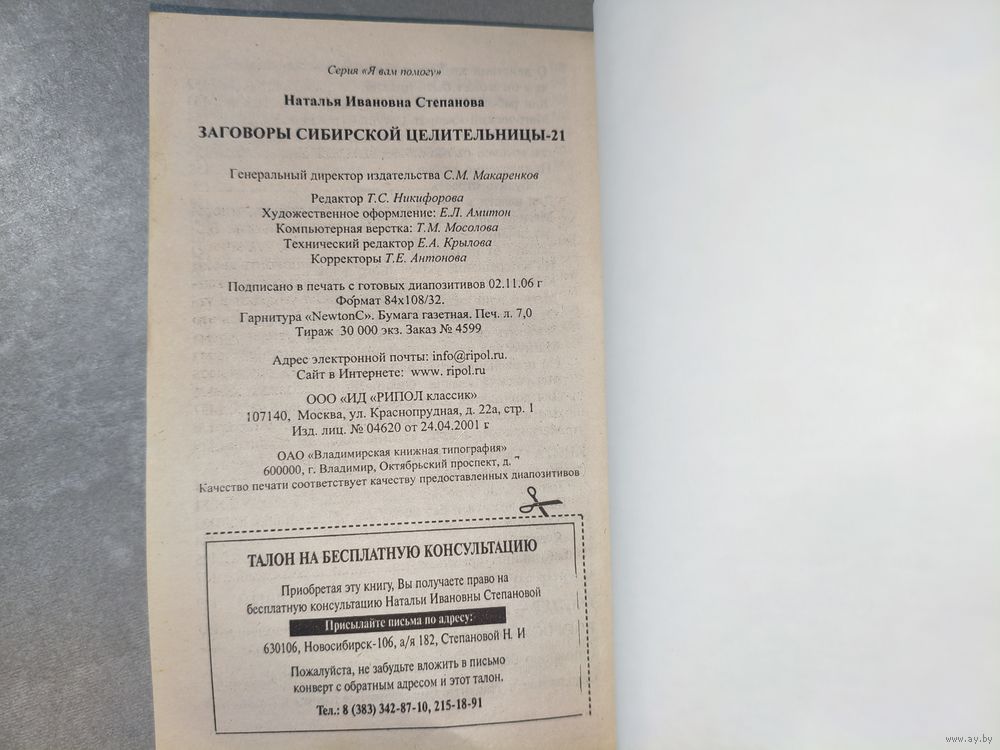 Серия «Я вам помогу»
Наталья Ивановна Степанова
ЗАГОВОРЫ СИБИРСКОЙ ЦЕЛИТЕЛЬНИЦЫ-21
Генеральный директор издательства С.М. Макаренков
Редактор Т.С. Никифорова
Художественное оформление: Е.Л. Амитон
Компьютерная верстка: Т.М. Мосолова
Технический редактор Е.А. Крылова
Корректоры Т.Е. Антонова
Подписано в печать с готовых диапозитивов 02.11.06 г
Формат 84х108/32.
Гарнитура «NewtonC». Бумага газетная. Печ. л. 7,0
Тираж 30 000 экз. Заказ № 4599
Адрес электронной почты: info@ripol.ru.
Сайт в Интернете: www. ripol.ru
ООО «ИД «РИПОЛ классик»
107140, Москва, ул. Краснопрудная, д. 22а, стр. 1
Изд. лиц. № 04620 от 24.04.2001 г
ОАО «Владимирская книжная типография»
600000, г. Владимир, Октябрьский проспект, д.
Качество печати соответствует качеству предоставленных диапозитивов
ТАЛОН НА БЕСПЛАТНУЮ КОНСУЛЬТАЦИЮ
Приобретая эту книгу, Вы получаете право на
бесплатную консультацию Натальи Ивановны Степановой
Присылайте письма по адресу:
630106, Новосибирск-106, а/я 182, Степановой Н. И
Пожалуйста, не забудьте вложить в письмо
конверт с обратным адресом и этот талон.
Тел.: 8 (383) 342-87-10, 215-18-91
www.ay.by